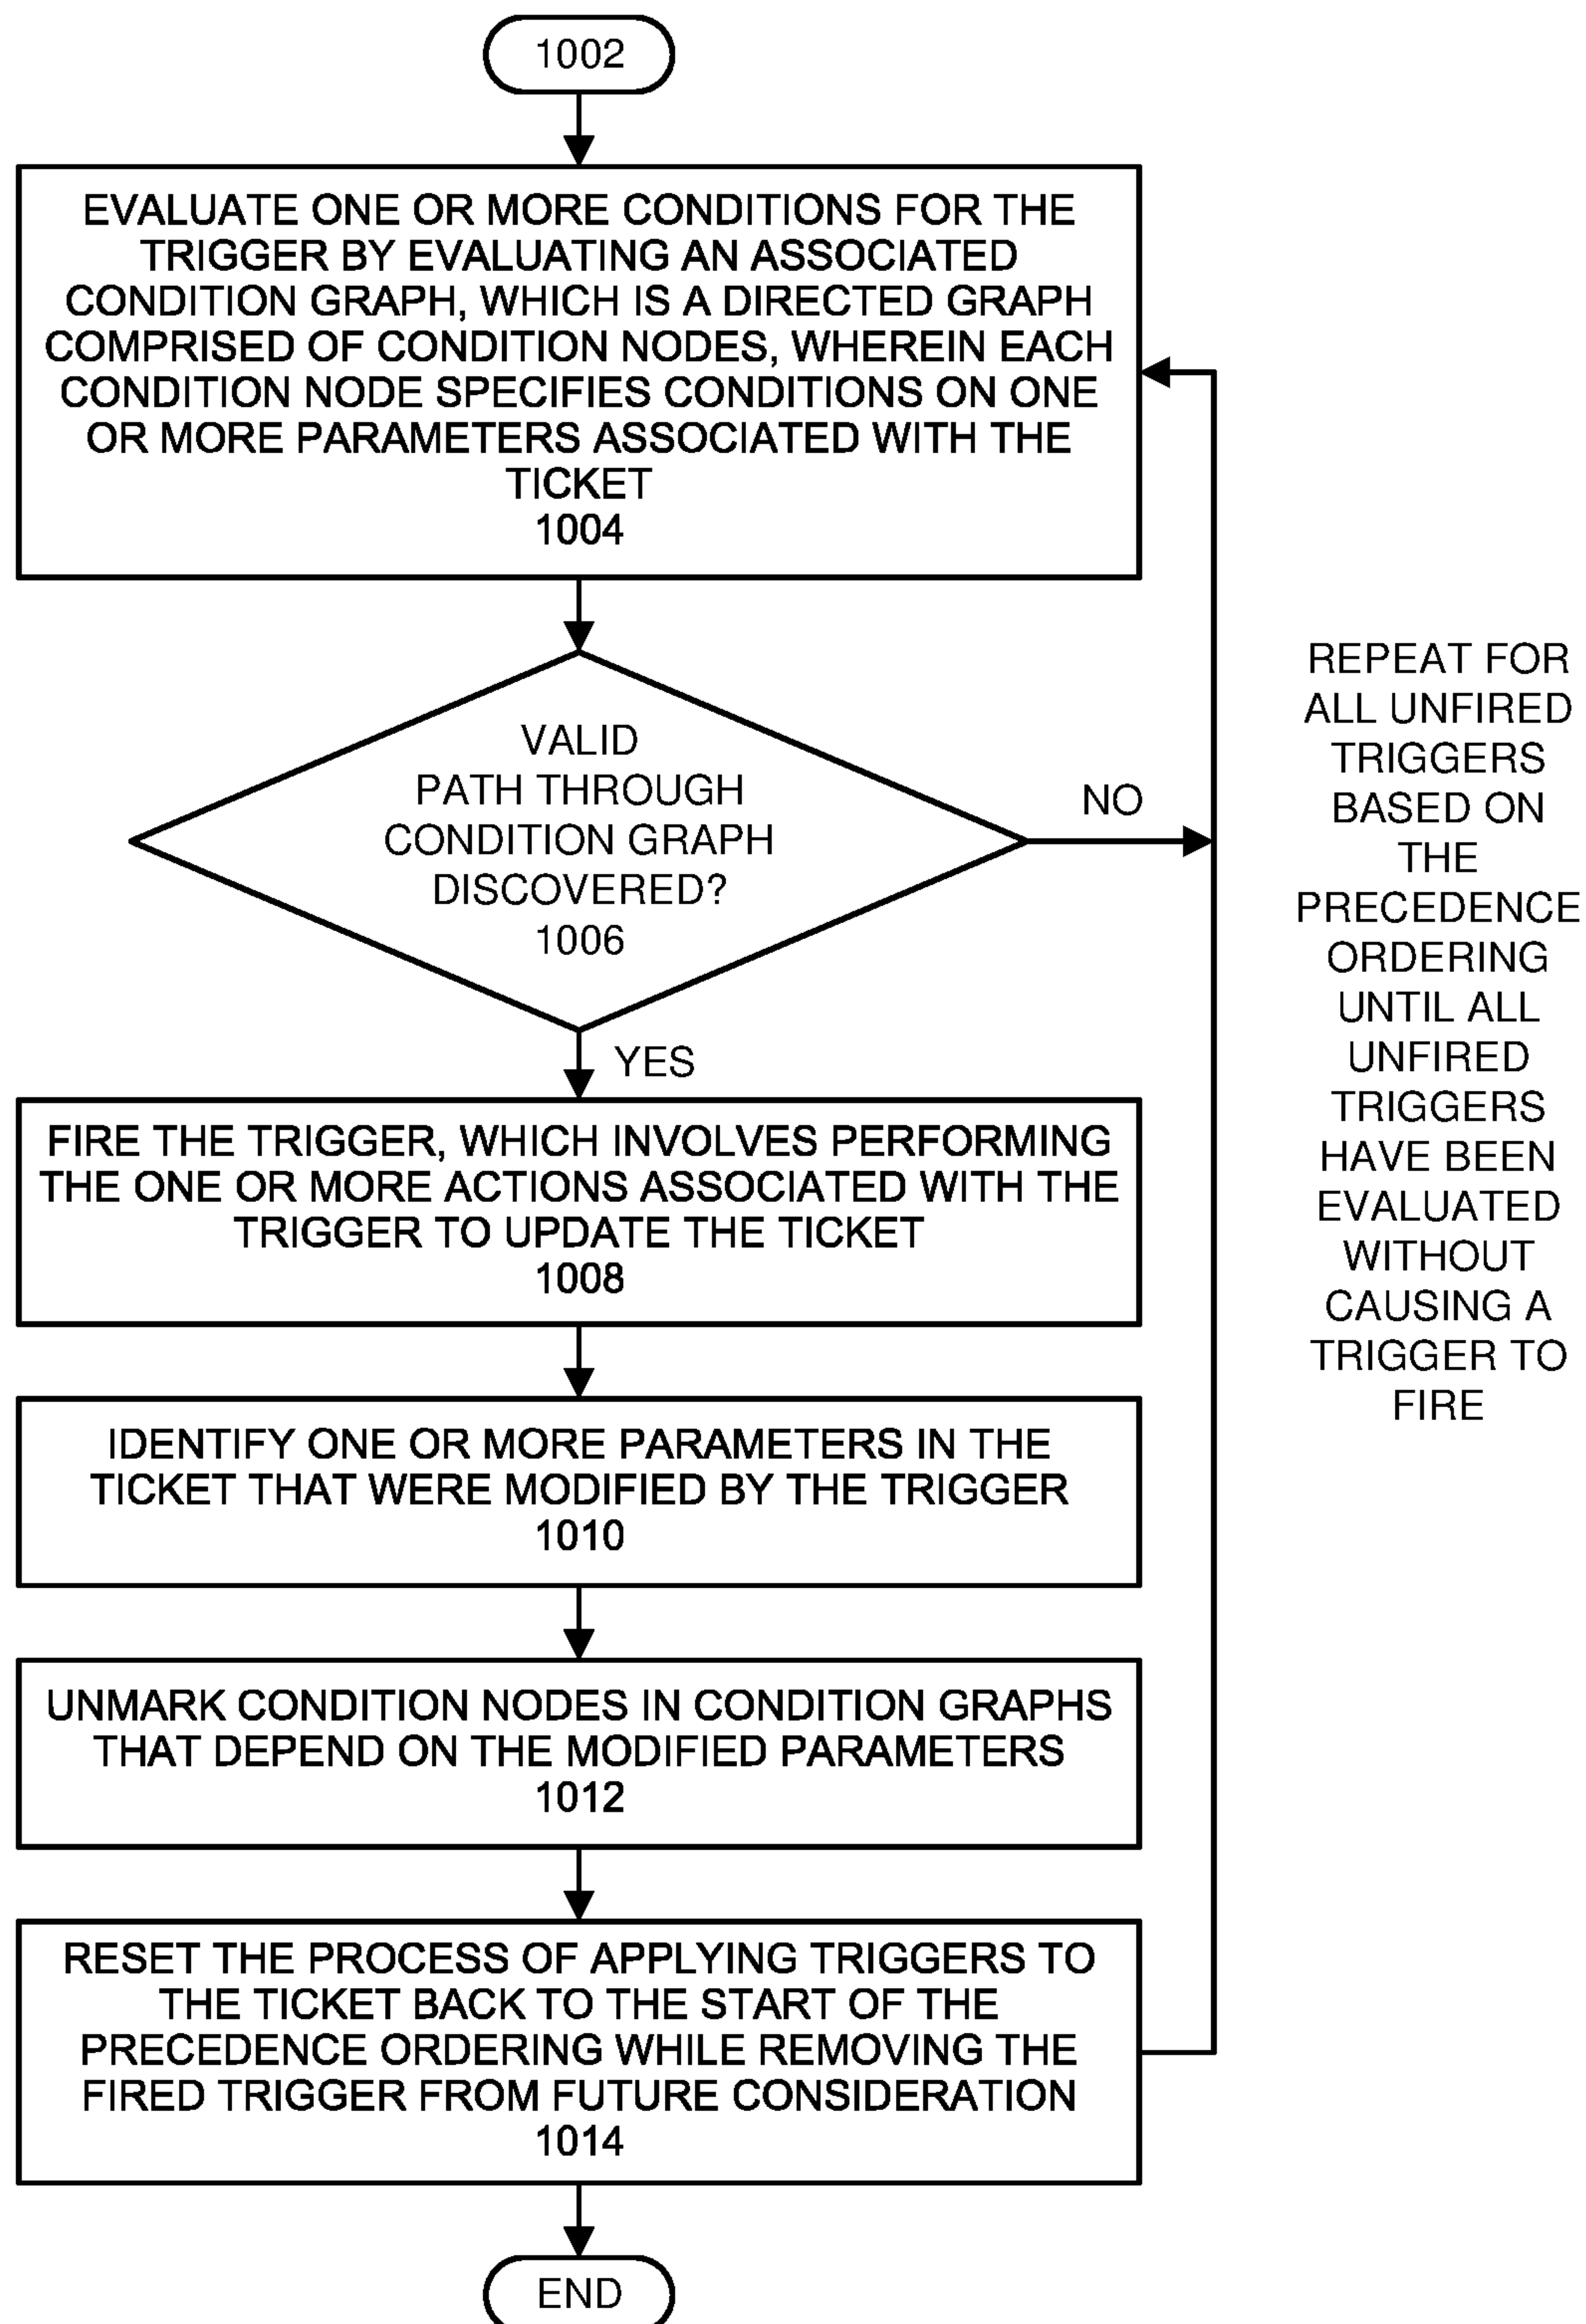 1002
EVALUATE ONE OR MORE CONDITIONS FOR THE
TRIGGER BY EVALUATING AN ASSOCIATED
CONDITION GRAPH, WHICH IS A DIRECTED GRAPH
COMPRISED OF CONDITION NODES, WHEREIN EACH
CONDITION NODE SPECIFIES CONDITIONS ON ONE
OR MORE PARAMETERS ASSOCIATED WITH THE
TICKET
1004
VALID
PATH THROUGH
CONDITION GRAPH
DISCOVERED?
1006
NO
YES
FIRE THE TRIGGER, WHICH INVOLVES PERFORMING
THE ONE OR MORE ACTIONS ASSOCIATED WITH THE
TRIGGER TO UPDATE THE TICKET
1008
IDENTIFY ONE OR MORE PARAMETERS IN THE
TICKET THAT WERE MODIFIED BY THE TRIGGER
1010
UNMARK CONDITION NODES IN CONDITION GRAPHS
THAT DEPEND ON THE MODIFIED PARAMETERS
1012
RESET THE PROCESS OF APPLYING TRIGGERS TO
THE TICKET BACK TO THE START OF THE
PRECEDENCE ORDERING WHILE REMOVING THE
FIRED TRIGGER FROM FUTURE CONSIDERATION
1014
END
REPEAT FOR
ALL UNFIRED
TRIGGERS
BASED ON
THE
PRECEDENCE
ORDERING
UNTIL ALL
UNFIRED
TRIGGERS
HAVE BEEN
EVALUATED
WITHOUT
CAUSING A
TRIGGER TO
FIRE